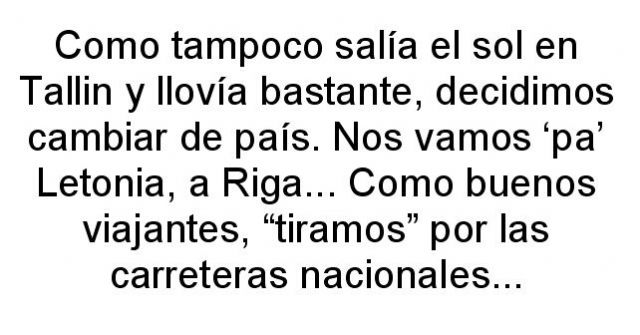 Como tampoco salía el sol en
Tallin y llovía bastante, decidimos
cambiar de país. Nos vamos ‘pa’
Letonia, a Riga... Como buenos
viajantes, “tiramos” por las
carreteras nacionales...